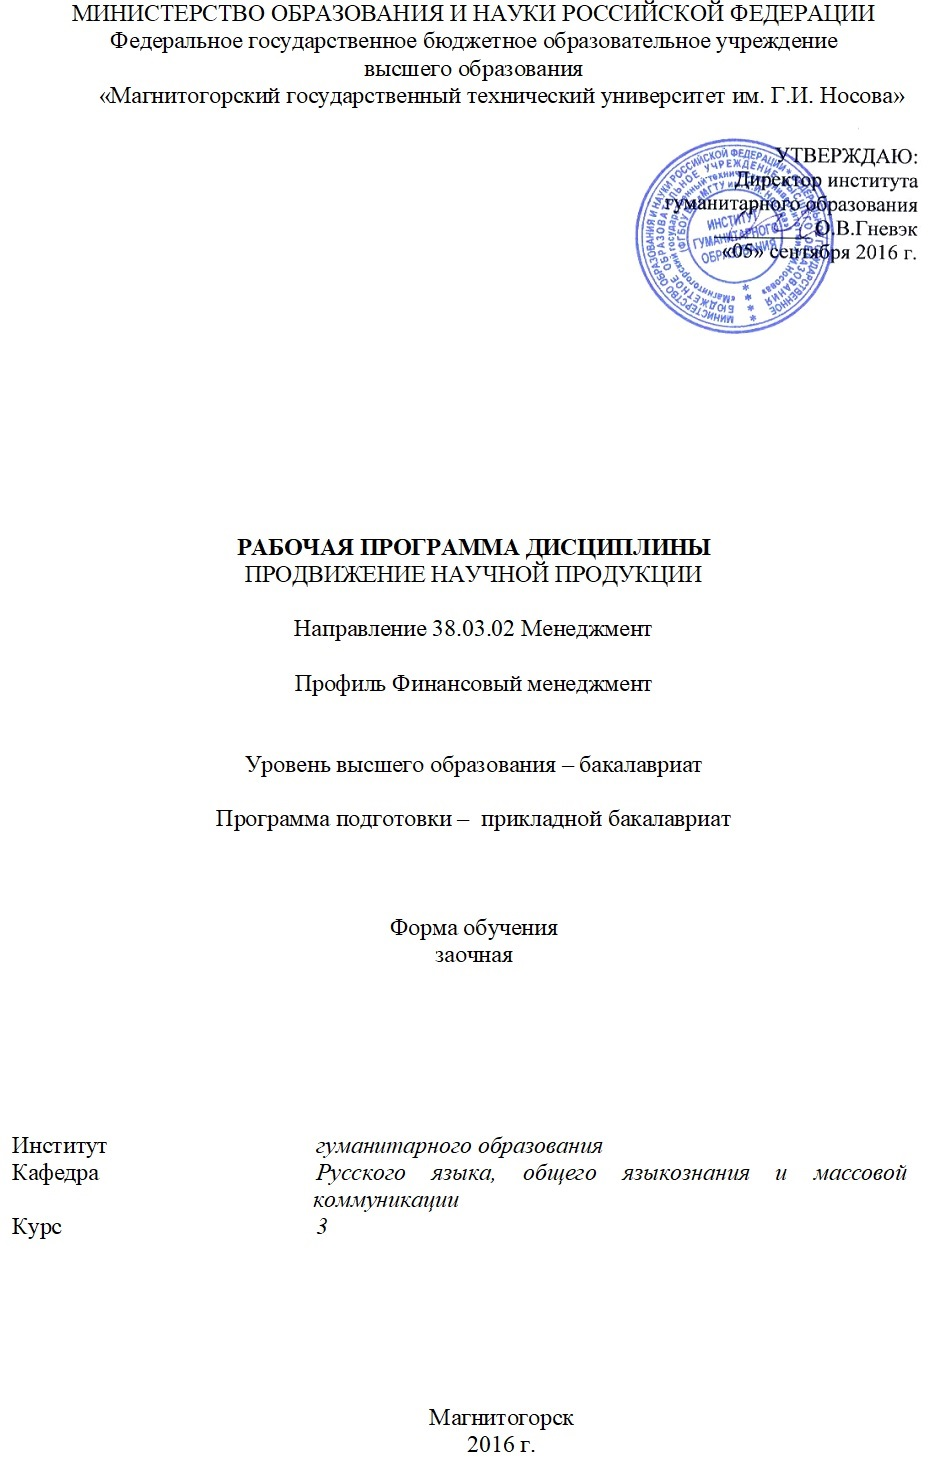 МИНИСТЕРСТВО ОБРАЗОВАНИЯ И НАУКИ РОССИЙСКОЙ ФЕДЕРАЦИИ
Федеральное государственное бюджетное образовательное учреждение
высшего образования
«Магнитогорский государственный технический университет им. Г.И. Носова»
УТВЕРЖДАЮ:
Директор института
гуманитарного образования
О.В.Гневэк
«05» сентября 2016 г.
ИНСТИТУТ
ГУМАНИТАРНОГО
ОБРАЗОВАНИЯ
РАБОЧАЯ ПРОГРАММА ДИСЦИПЛИНЫ
ПРОДВИЖЕНИЕ НАУЧНОЙ ПРОДУКЦИИ
Направление 38.03.02 Менеджмент
Профиль Финансовый менеджмент
Уровень высшего образования – бакалавриат
Программа подготовки – прикладной бакалавриат
Форма обучения
заочная
Институт гуманитарного образования
Кафедра Русского языка, общего языкознания и массовой
коммуникации
Курс 3
Магнитогорск
2016 г.